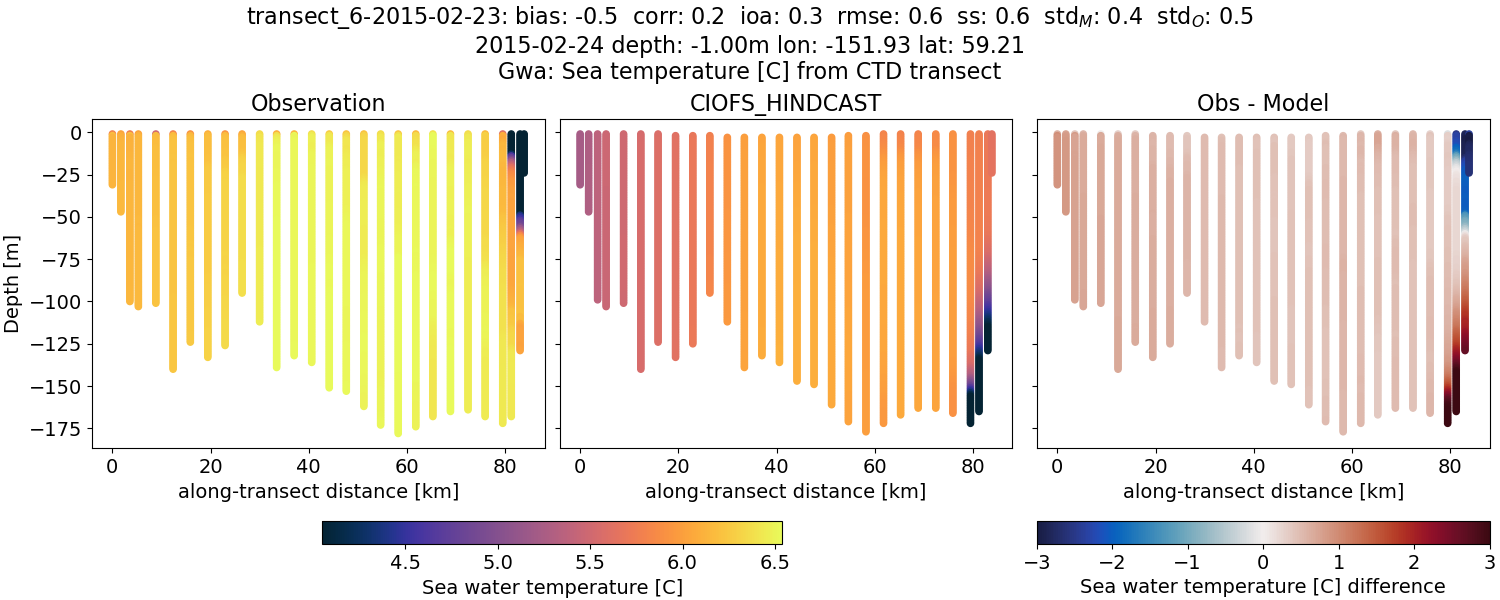 transect_6-2015-02-23: bias: -0.5 corr: 0.2 ioa: 0.3 rmse: 0.6 ss: 0.6 std_M: 0.4 std_O: 0.5
2015-02-24 depth: -1.00m lon: -151.93 lat: 59.21
Gwa: Sea temperature [C] from CTD transect
Observation
CIOFS_HINDCAST
Obs - Model
Depth [m]
0
−25
−50
−75
−100
−125
−150
−175
0 20 40 60 80
0 20 40 60 80
0 20 40 60 80
along-transect distance [km]
along-transect distance [km]
along-transect distance [km]
4.5 5.0 5.5 6.0 6.5
Sea water temperature [C]
−3 −2 −1 0 1 2 3
Sea water temperature [C] difference